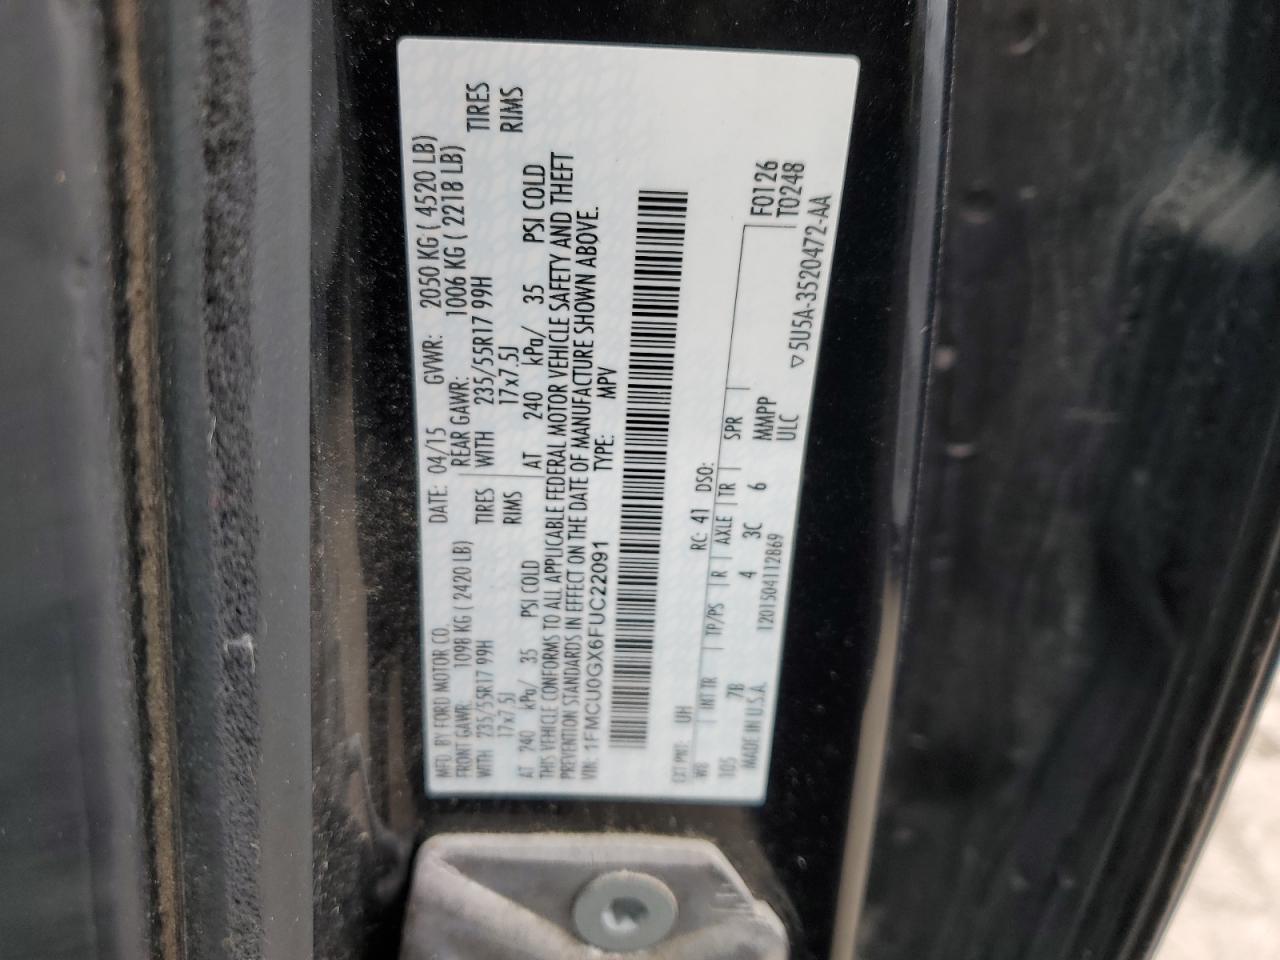 MFD. BY FORD MOTOR CO.
DATE: 04/15 GVWR: 2050 KG ( 4520 LB)
FRONT GAWR: 1098 KG ( 2420 LB)
REAR GAWR: 1006 KG ( 2218 LB)
WITH 235/55R17 99H TIRES
WITH 235/55R17 99H TIRES
17x7.5J RIMS
17x7.5J RIMS
AT 240 kPa/ 35 PSI COLD
AT 240 kPa/ 35 PSI COLD
THIS VEHICLE CONFORMS TO ALL APPLICABLE FEDERAL MOTOR VEHICLE SAFETY AND THEFT
PREVENTION STANDARDS IN EFFECT ON THE DATE OF MANUFACTURE SHOWN ABOVE.
VIN: 1FMCU0GX6FUC22091 TYPE: MPV
EXT PNT: UH RC: 41 DSO:
WB INT TR TP/PS R AXLE TR SPR
105 7B 4 3C 6 MMPP
ULC
F0126
T0248
MADE IN U.S.A. 1201504112869
▽5U5A-3520472-AA